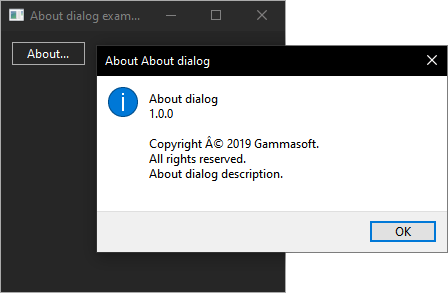 About dialog exam...
About...
About About dialog
About dialog
1.0.0
Copyright Â© 2019 Gammasoft.
All rights reserved.
About dialog description.
OK